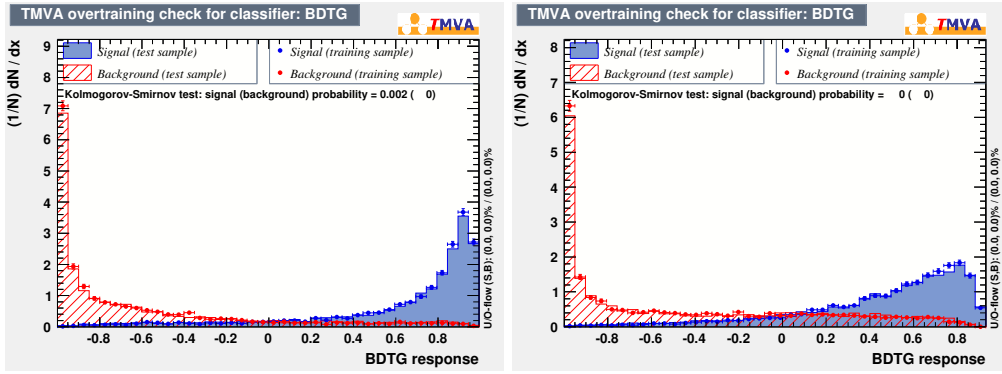 TMVA overtraining check for classifier: BDTG
TMVA
Signal (test sample)
Signal (training sample)
Background (test sample)
Background (training sample)
Kolmogorov-Smirnov test: signal (background) probability = 0.002 ( 0)
(1/N) dN / dx
9
8
7
6
5
4
3
2
1
0
-0.8 -0.6 -0.4 -0.2 0 0.2 0.4 0.6 0.8
BDTG response
U/O-flow (S,B): (0.0, 0.0)% / (0.0, 0.0)%
TMVA overtraining check for classifier: BDTG
TMVA
Signal (test sample)
Signal (training sample)
Background (test sample)
Background (training sample)
Kolmogorov-Smirnov test: signal (background) probability = 0 ( 0)
(1/N) dN / dx
8
7
6
5
4
3
2
1
0
-0.8 -0.6 -0.4 -0.2 0 0.2 0.4 0.6 0.8
BDTG response
U/O-flow (S,B): (0.0, 0.0)% / (0.0, 0.0)%